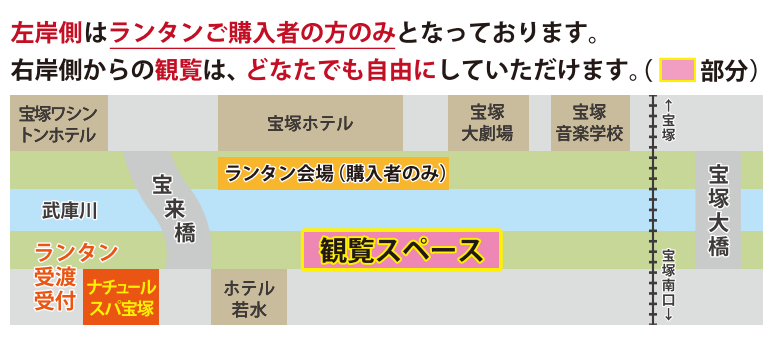 左岸側はランタンご購入者の方のみとなっております。
右岸側からの観覧は、どなたでも自由にしていただけます。（　部分）
宝塚ワシン
トンホテル
宝塚ホテル
宝塚
大劇場
宝塚
音楽学校
↑宝塚
ランタン会場（購入者のみ）
宝来橋
宝塚大橋
武庫川
観覧スペース
ランタン
受渡
受付
ナチュール
スパ宝塚
ホテル
若水
宝塚南口↓